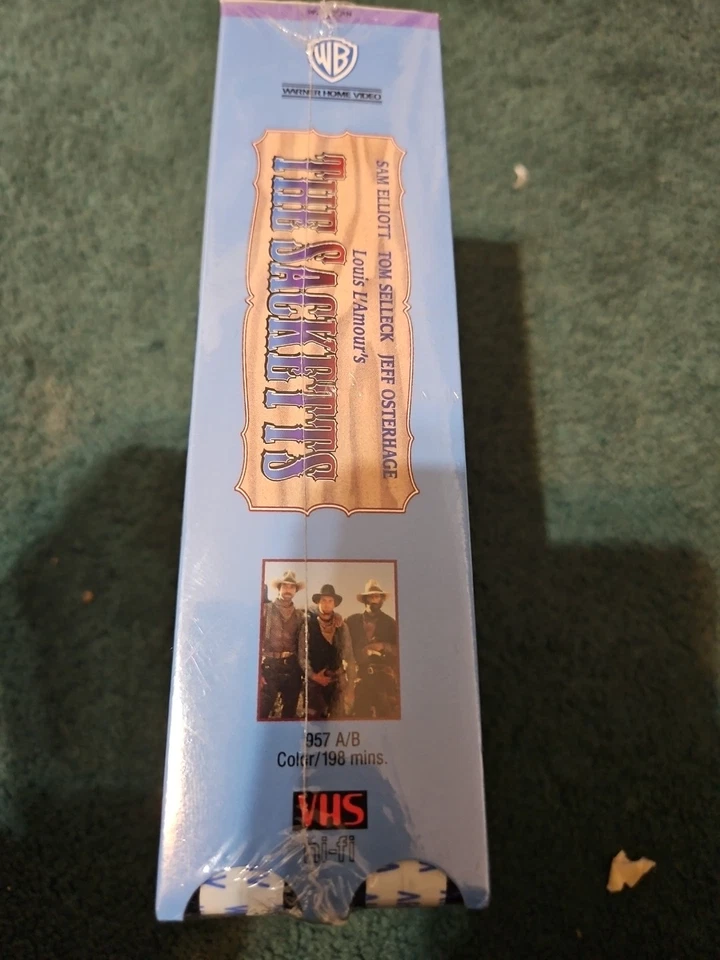 WB
WARNER HOME VIDEO
SAM ELLIOTT TOM SELLECK JEFF OSTERHAGE
Louis L'Amour's
THE SACKETTS
957 A/B
Color/198 mins.
VHS
hi-fi